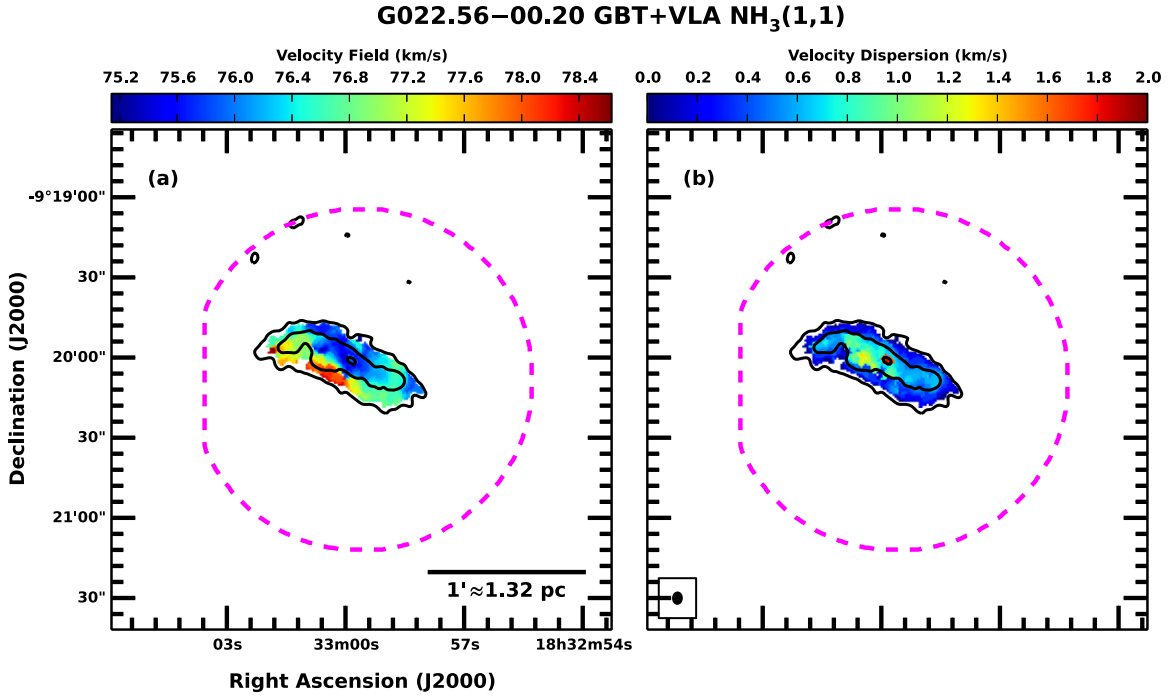 G022.56−00.20 GBT+VLA NH₃(1,1)
Velocity Field (km/s)
75.2 75.6 76.0 76.4 76.8 77.2 77.6 78.0 78.4
Velocity Dispersion (km/s)
0.0 0.2 0.4 0.6 0.8 1.0 1.2 1.4 1.6 1.8 2.0
(a)
(b)
Declination (J2000)
-9°19'00"
30"
20'00"
30"
21'00"
30"
1'≈1.32 pc
03s 33m00s 57s 18h32m54s
Right Ascension (J2000)